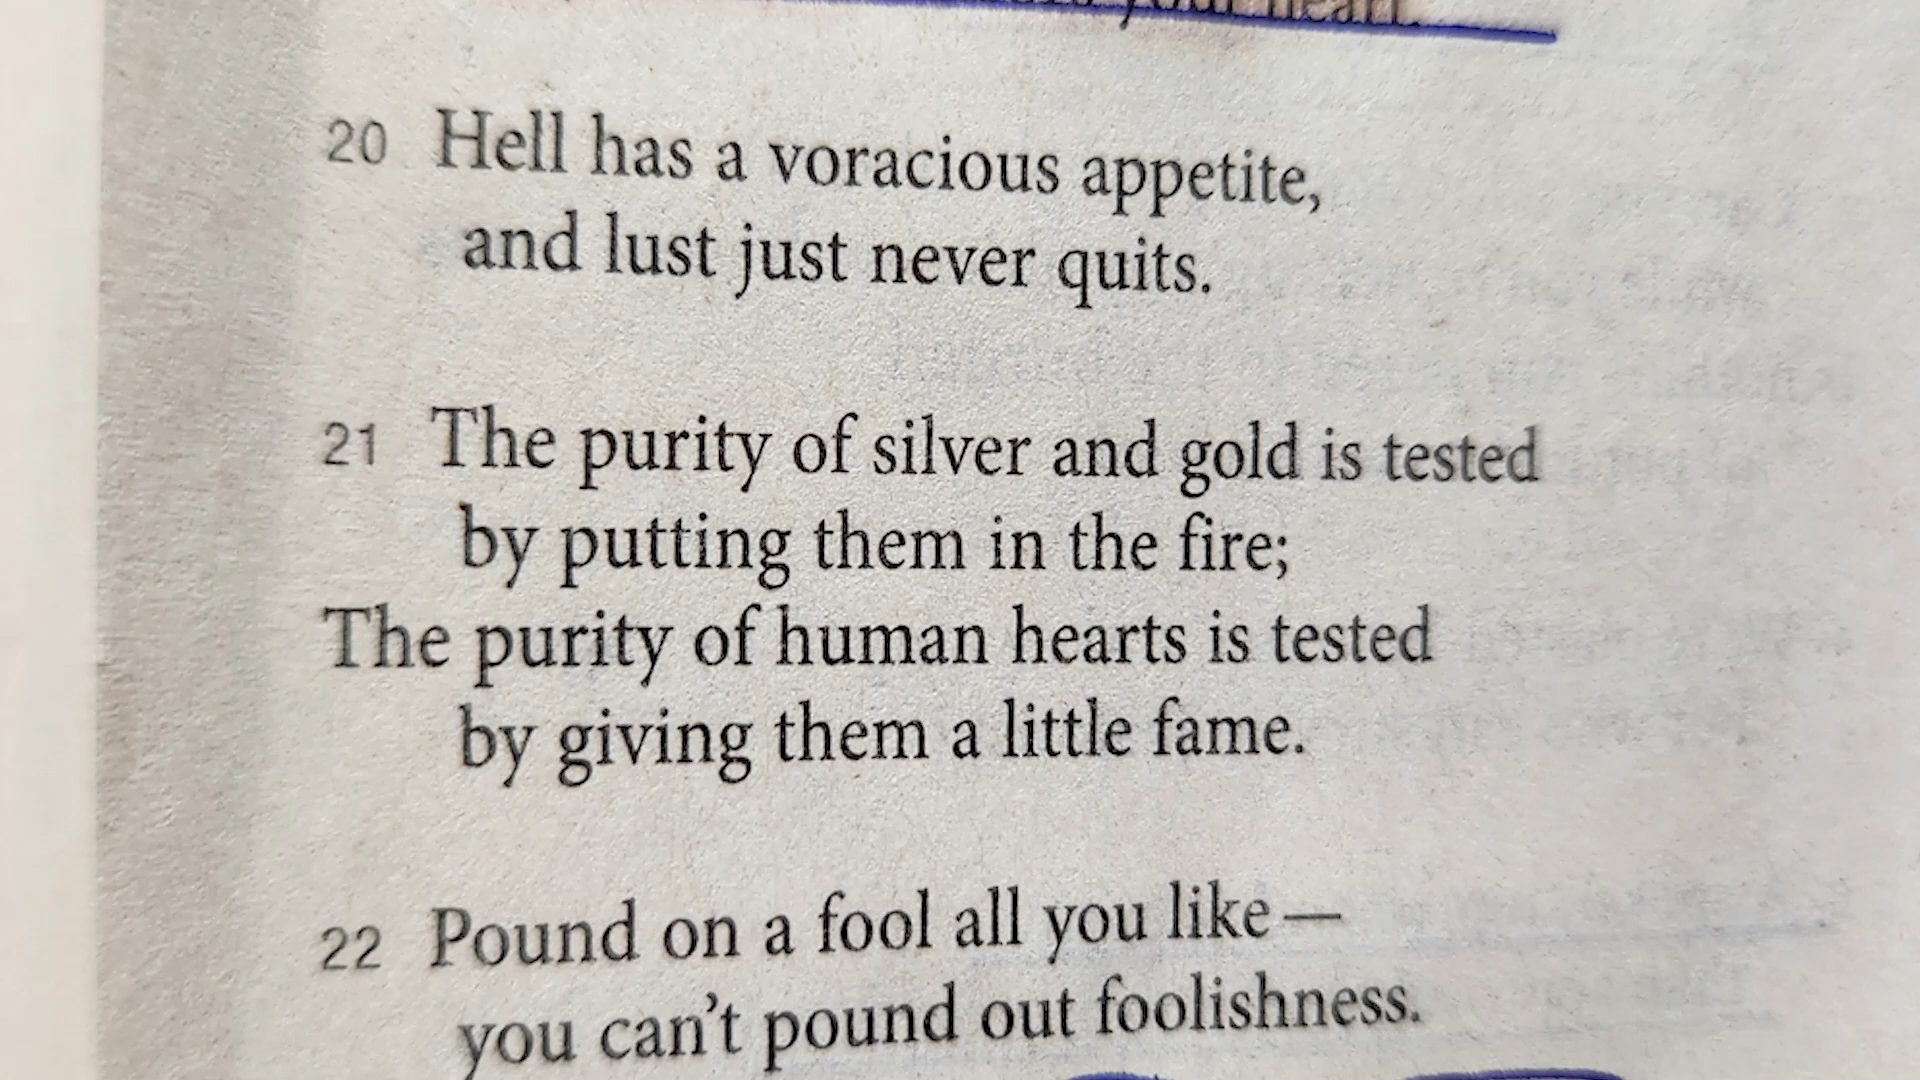 your heart.
20 Hell has a voracious appetite,
and lust just never quits.
21 The purity of silver and gold is tested
by putting them in the fire;
The purity of human hearts is tested
by giving them a little fame.
22 Pound on a fool all you like—
you can't pound out foolishness.